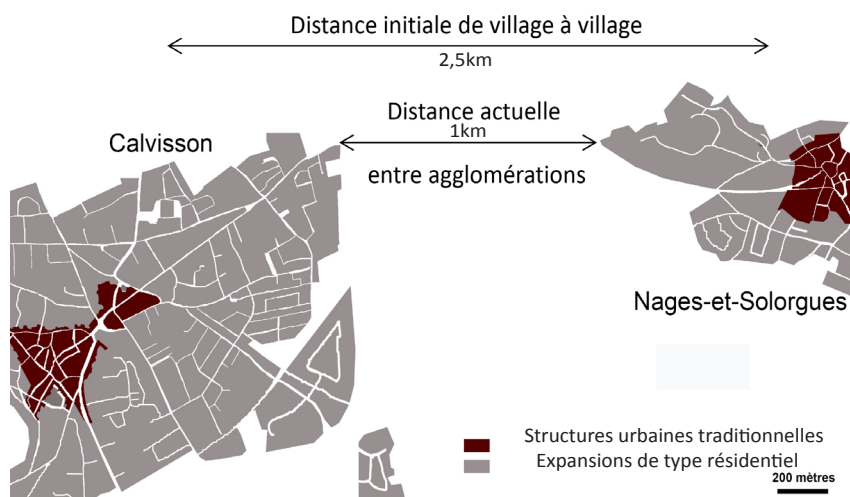 Distance initiale de village à village
2,5km
Distance actuelle
1km
Calvisson
entre agglomérations
Nages-et-Solorgues
Structures urbaines traditionnelles
Expansions de type résidentiel
200 mètres